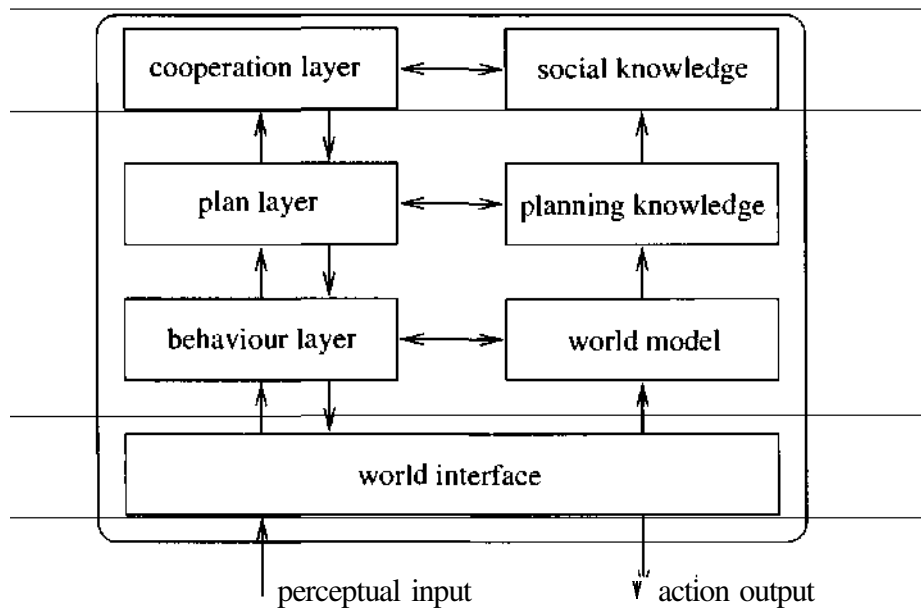 cooperation layer
social knowledge
plan layer
planning knowledge
behaviour layer
world model
world interface
perceptual input
action output